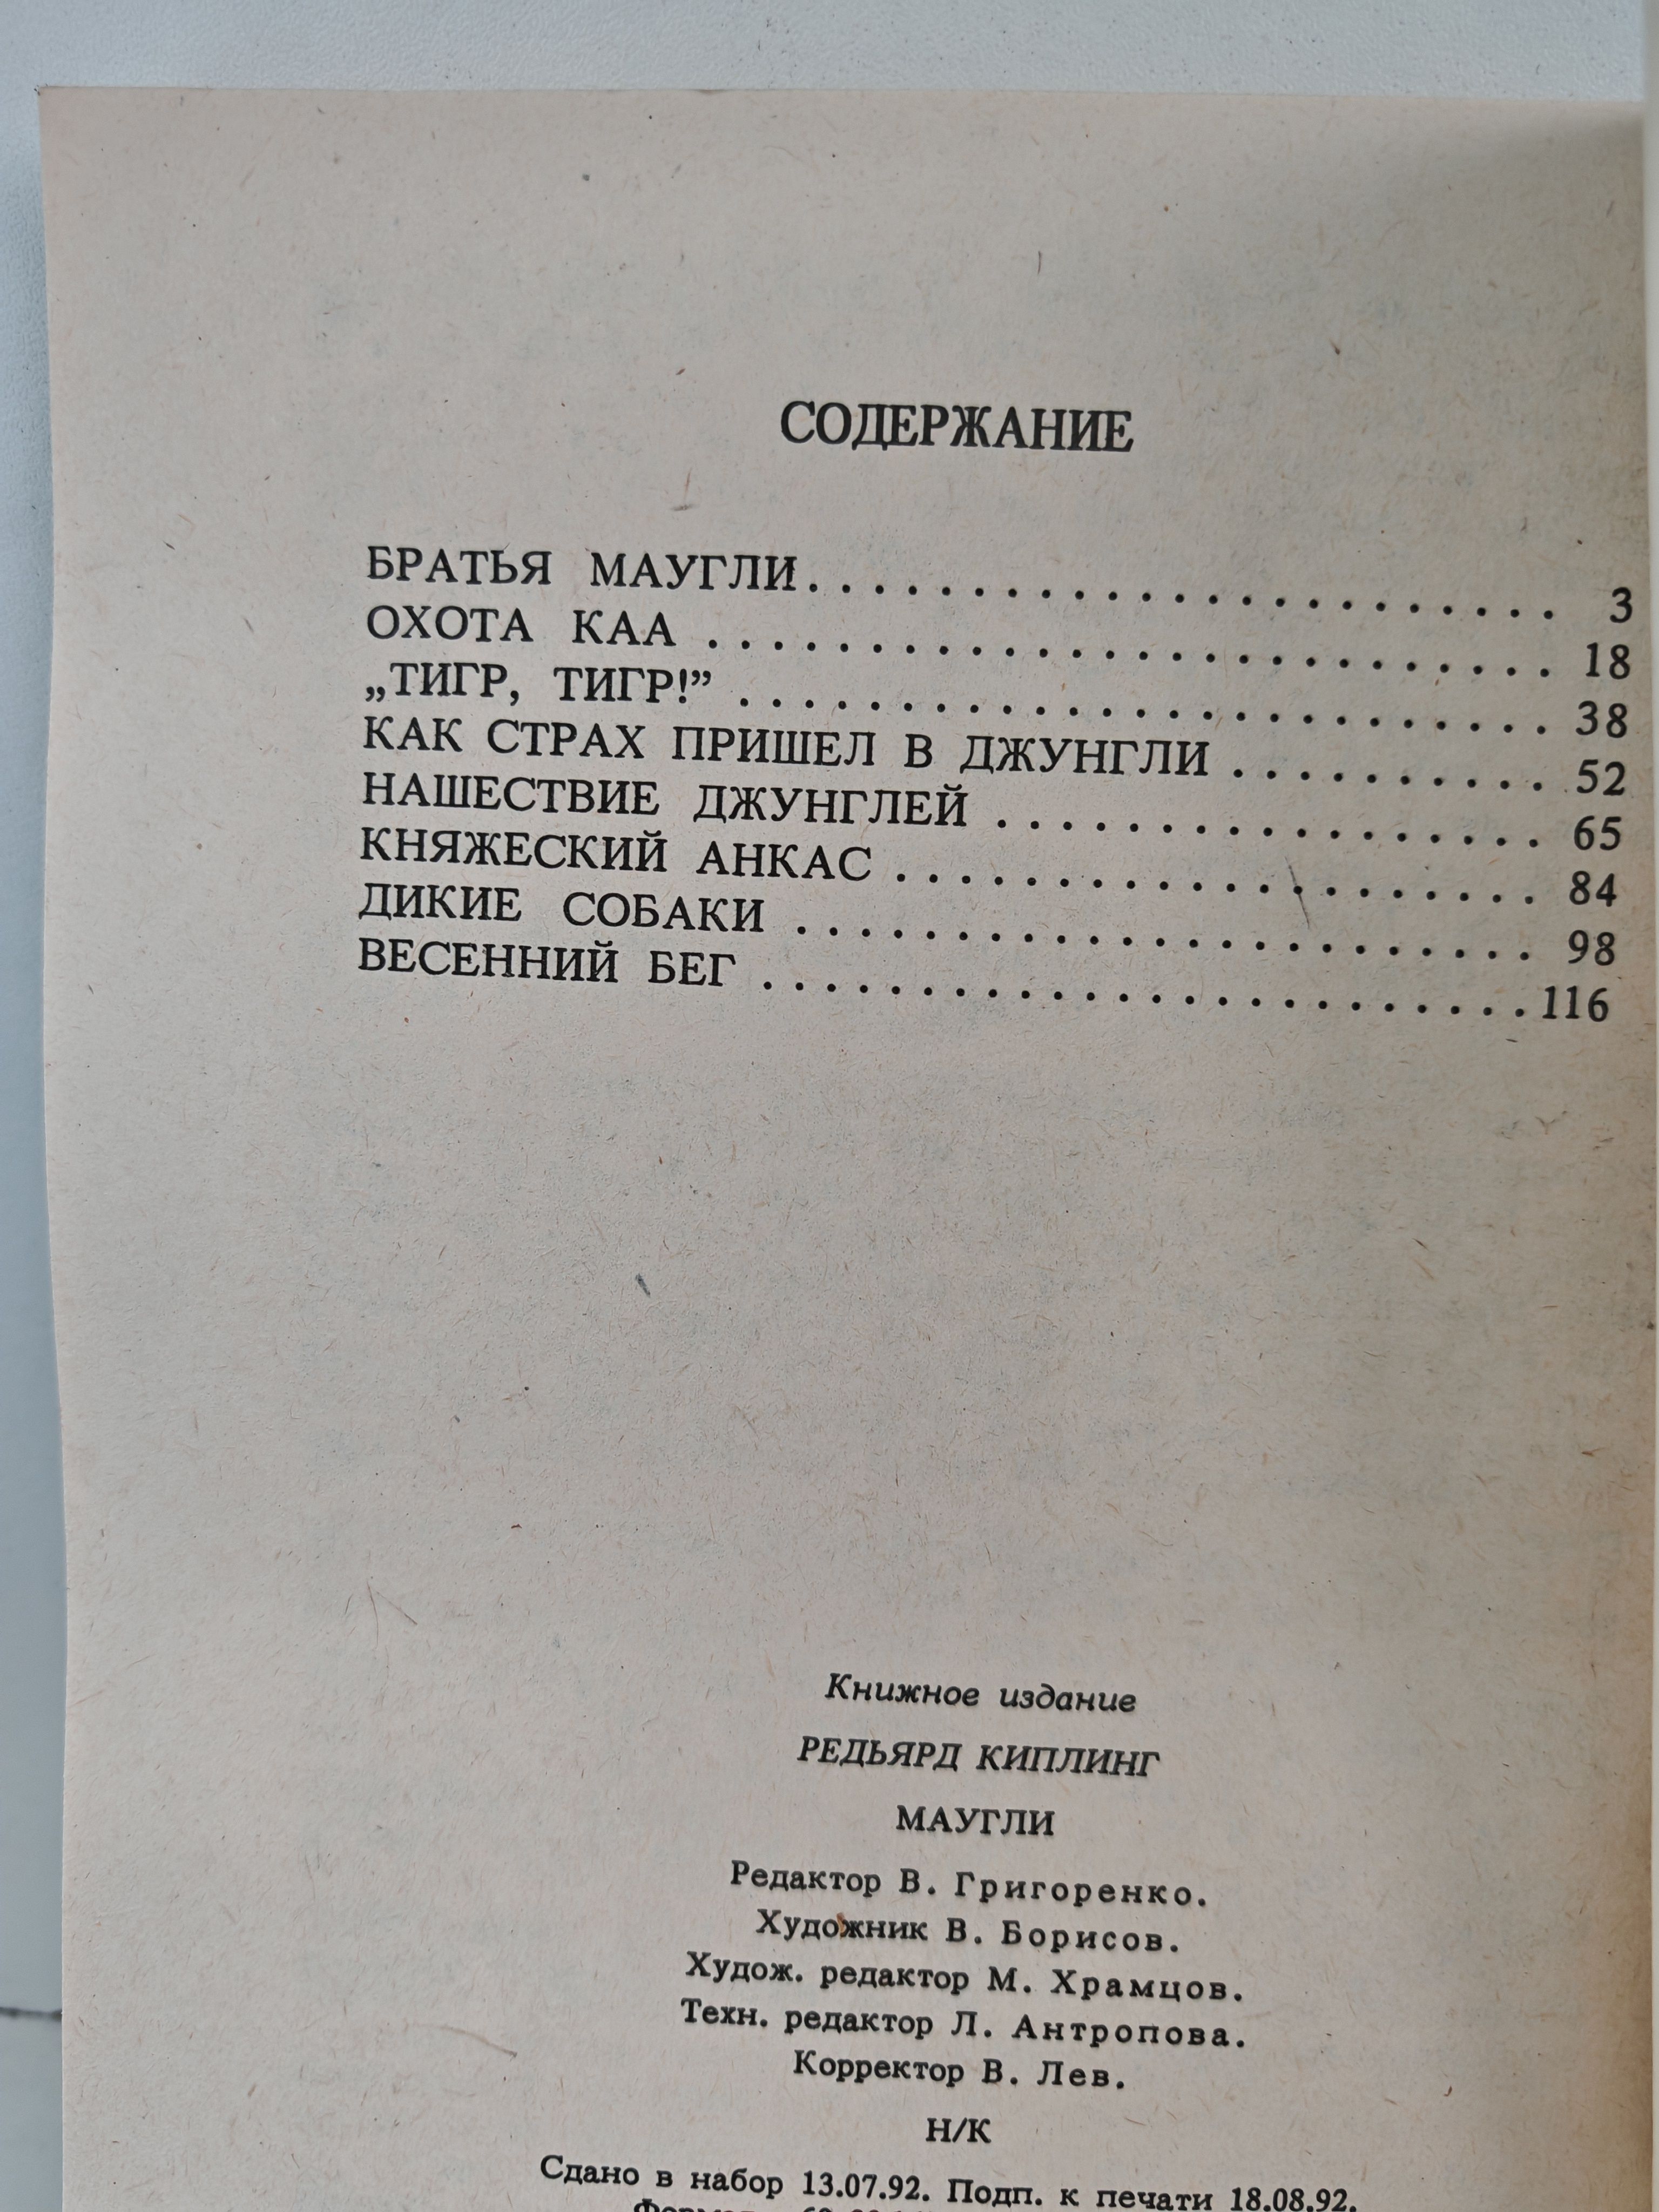 СОДЕРЖАНИЕ
БРАТЬЯ МАУГЛИ . . . . . . . . . . . . . . . . . . . . . . . 3
ОХОТА КАА . . . . . . . . . . . . . . . . . . . . . . . . . . 18
„ТИГР, ТИГР!” . . . . . . . . . . . . . . . . . . . . . . . . . 38
КАК СТРАХ ПРИШЕЛ В ДЖУНГЛИ . . . . . . . . . . 52
НАШЕСТВИЕ ДЖУНГЛЕЙ . . . . . . . . . . . . . . . . . 65
КНЯЖЕСКИЙ АНКАС . . . . . . . . . . . . . . . . . . . . 84
ДИКИЕ СОБАКИ . . . . . . . . . . . . . . . . . . . . . . . 98
ВЕСЕННИЙ БЕГ . . . . . . . . . . . . . . . . . . . . . . . . 116
Книжное издание
РЕДЬЯРД КИПЛИНГ
МАУГЛИ
Редактор В. Григоренко.
Художник В. Борисов.
Худож. редактор М. Храмцов.
Техн. редактор Л. Антропова.
Корректор В. Лев.
Н/К
Сдано в набор 13.07.92. Подп. к печати 18.08.92.